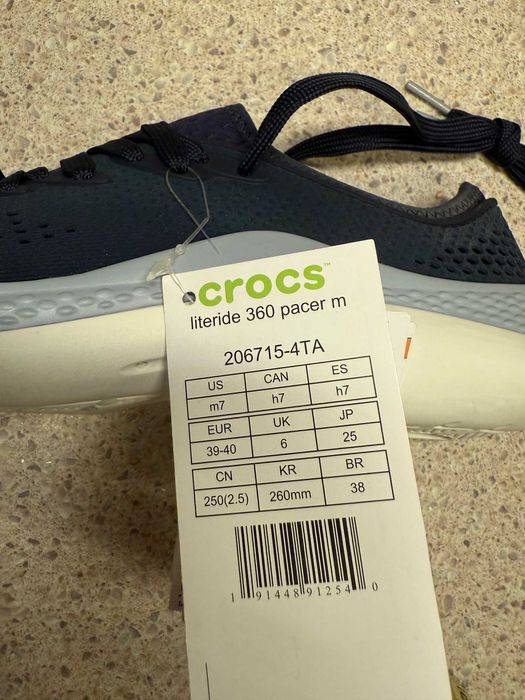 crocs™
literide 360 pacer m
206715-4TA
US CAN ES
m7 h7 h7
EUR UK JP
39-40 6 25
CN KR BR
250(2.5) 260mm 38
1 91448 91254 0